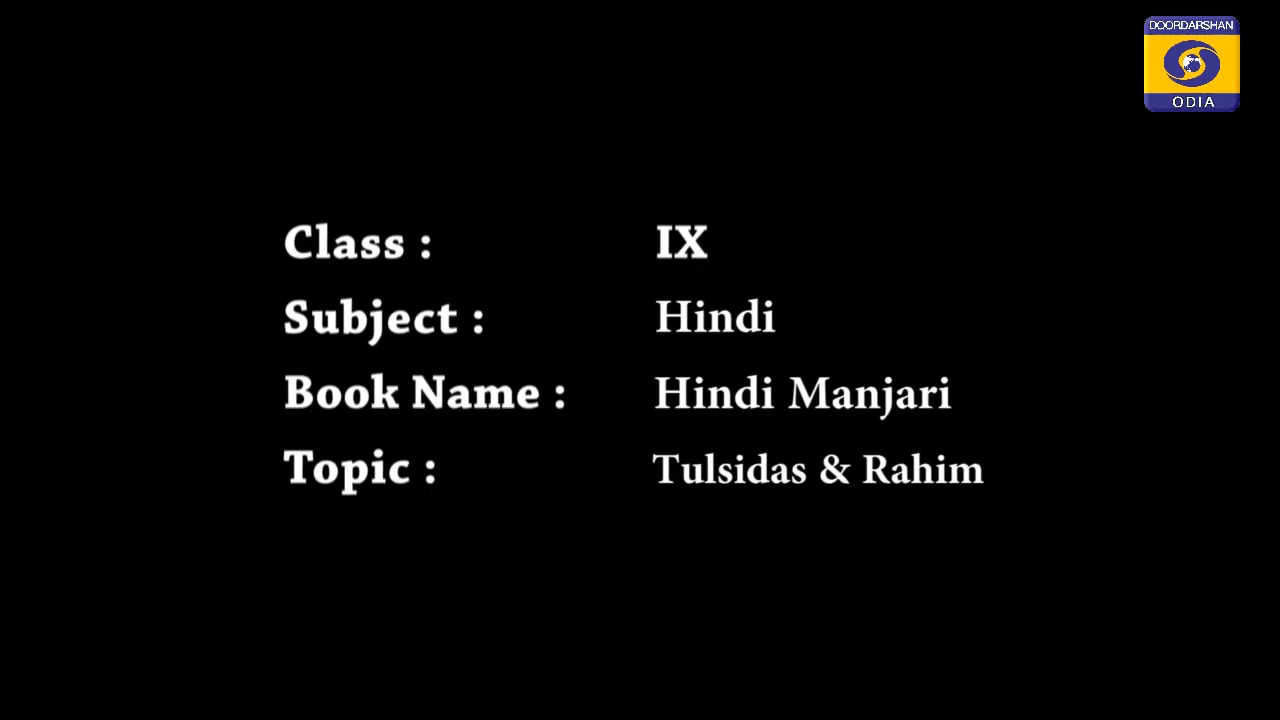 DOORDARSHAN
ODIA
Class : IX
Subject : Hindi
Book Name : Hindi Manjari
Topic : Tulsidas & Rahim